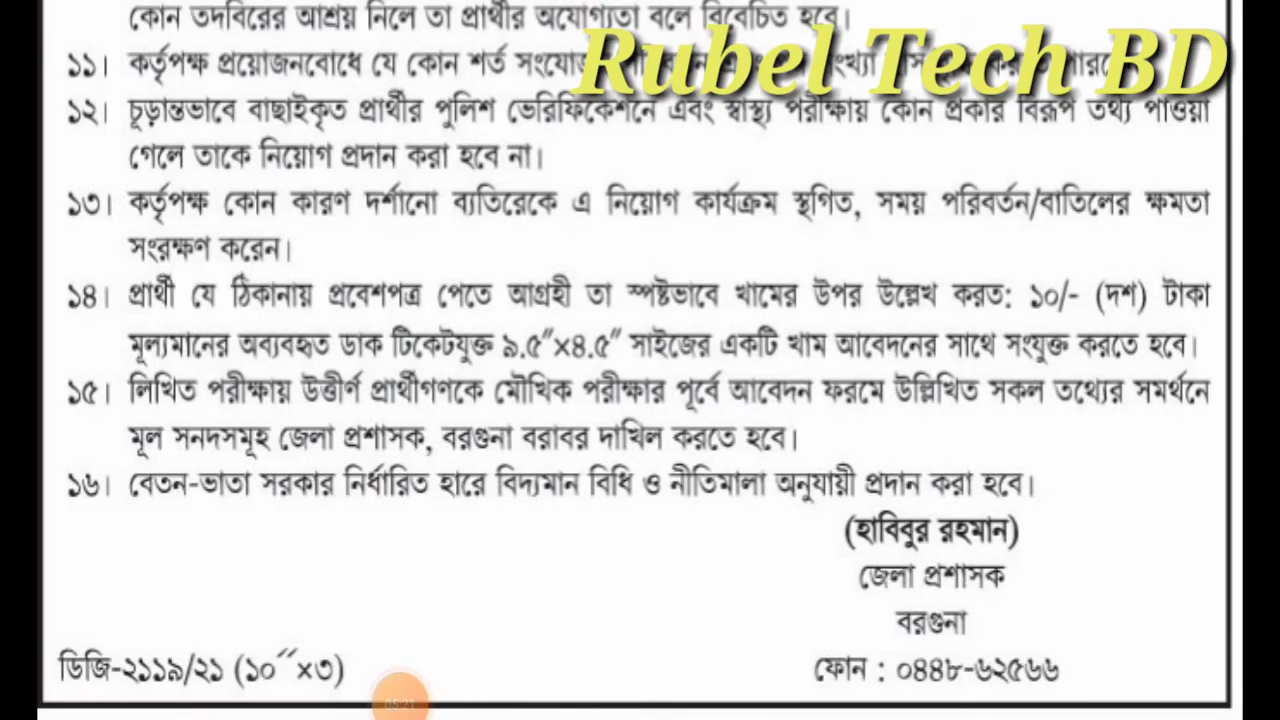 কোন তদবিরের আশ্রয় নিলে তা প্রার্থীর অযোগ্যতা বলে বিবেচিত হবে।
Rubel Tech BD
১১। কর্তৃপক্ষ প্রয়োজনবোধে যে কোন শর্ত
১২। চূড়ান্তভাবে বাছাইকৃত প্রার্থীর পুলিশ ভেরিফিকেশনে এবং স্বাস্থ্য পরীক্ষায় কোন প্রকার বিরূপ তথ্য পাওয়া
গেলে তাকে নিয়োগ প্রদান করা হবে না।
১৩। কর্তৃপক্ষ কোন কারণ দর্শানো ব্যতিরেকে এ নিয়োগ কার্যক্রম স্থগিত, সময় পরিবর্তন/বাতিলের ক্ষমতা
সংরক্ষণ করেন।
১৪। প্রার্থী যে ঠিকানায় প্রবেশপত্র পেতে আগ্রহী তা স্পষ্টভাবে খামের উপর উল্লেখ করত: ১০/- (দশ) টাকা
মূল্যমানের অব্যবহৃত ডাক টিকেটযুক্ত ৯.৫″×৪.৫″ সাইজের একটি খাম আবেদনের সাথে সংযুক্ত করতে হবে।
১৫। লিখিত পরীক্ষায় উত্তীর্ণ প্রার্থীগণকে মৌখিক পরীক্ষার পূর্বে আবেদন ফরমে উল্লিখিত সকল তথ্যের সমর্থনে
মূল সনদসমূহ জেলা প্রশাসক, বরগুনা বরাবর দাখিল করতে হবে।
১৬। বেতন-ভাতা সরকার নির্ধারিত হারে বিদ্যমান বিধি ও নীতিমালা অনুযায়ী প্রদান করা হবে।
(হাবিবুর রহমান)
জেলা প্রশাসক
বরগুনা
ডিজি-২১১৯/২১ (১০´´×৩)
ফোন : ০৪৪৮-৬২৫৬৬
05:21